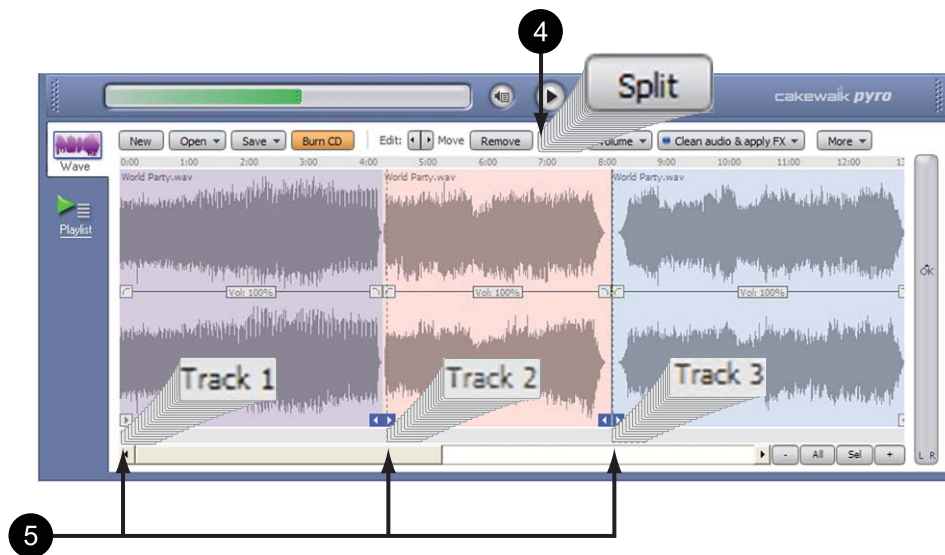 4
Split
cakewalk pyro
Wave
New Open Save Burn CD Edit: Move Remove Volume Clean audio & apply FX More
0:00 1:00 2:00 3:00 4:00 5:00 6:00 7:00 8:00 9:00 10:00 11:00 12:00
World Party.wav World Party.wav World Party.wav
Playlist
OK
Vol: 100% Vol: 100% Vol: 100%
Track 1 Track 2 Track 3
- All Sel +
L R
5